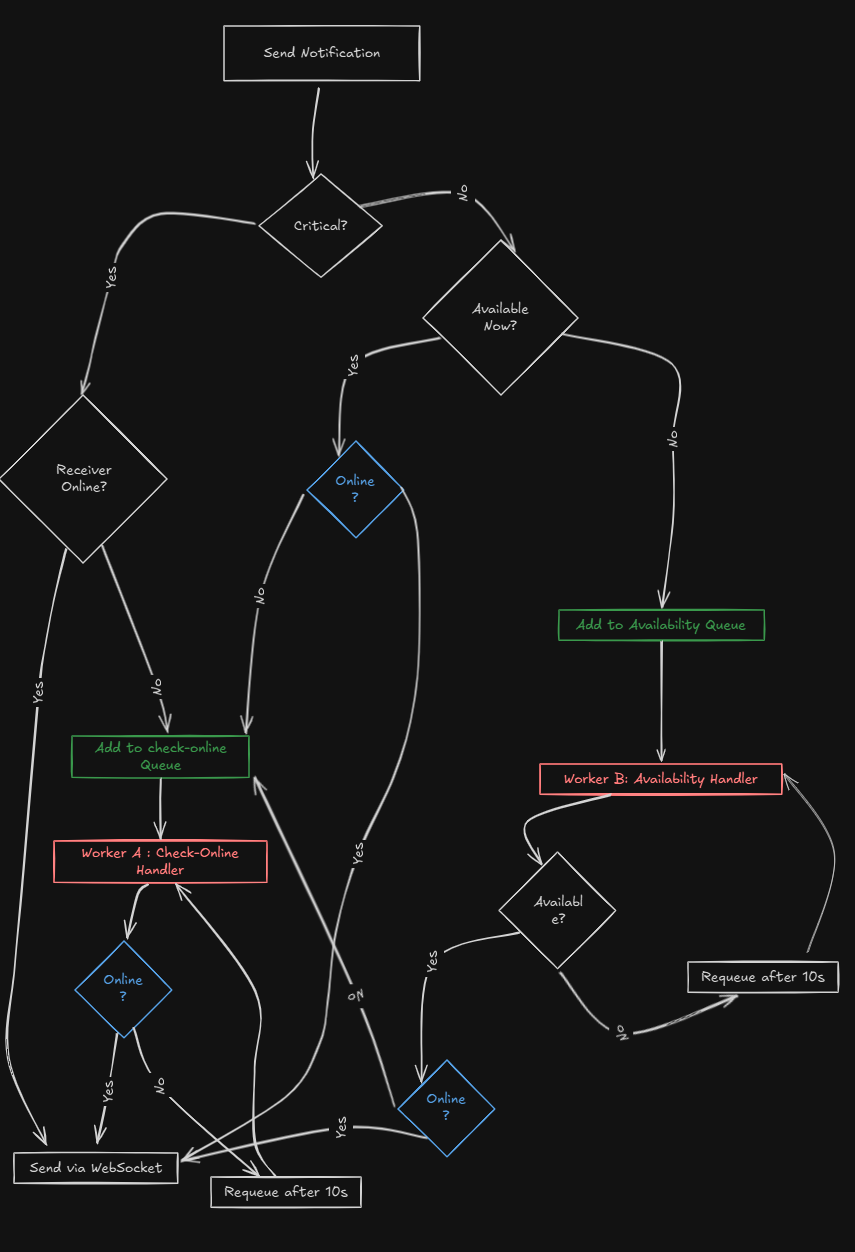 Send Notification
Critical?
No
Yes
Available
Now?
Yes
No
Receiver
Online?
Online
?
No
Add to Availability Queue
Yes
No
Add to check-online
Queue
Worker B: Availability Handler
Worker A : Check-Online
Handler
Yes
Availabl
e?
Yes
Online
?
Requeue after 10s
No
No
Yes
No
Online
?
Yes
Send via WebSocket
Requeue after 10s